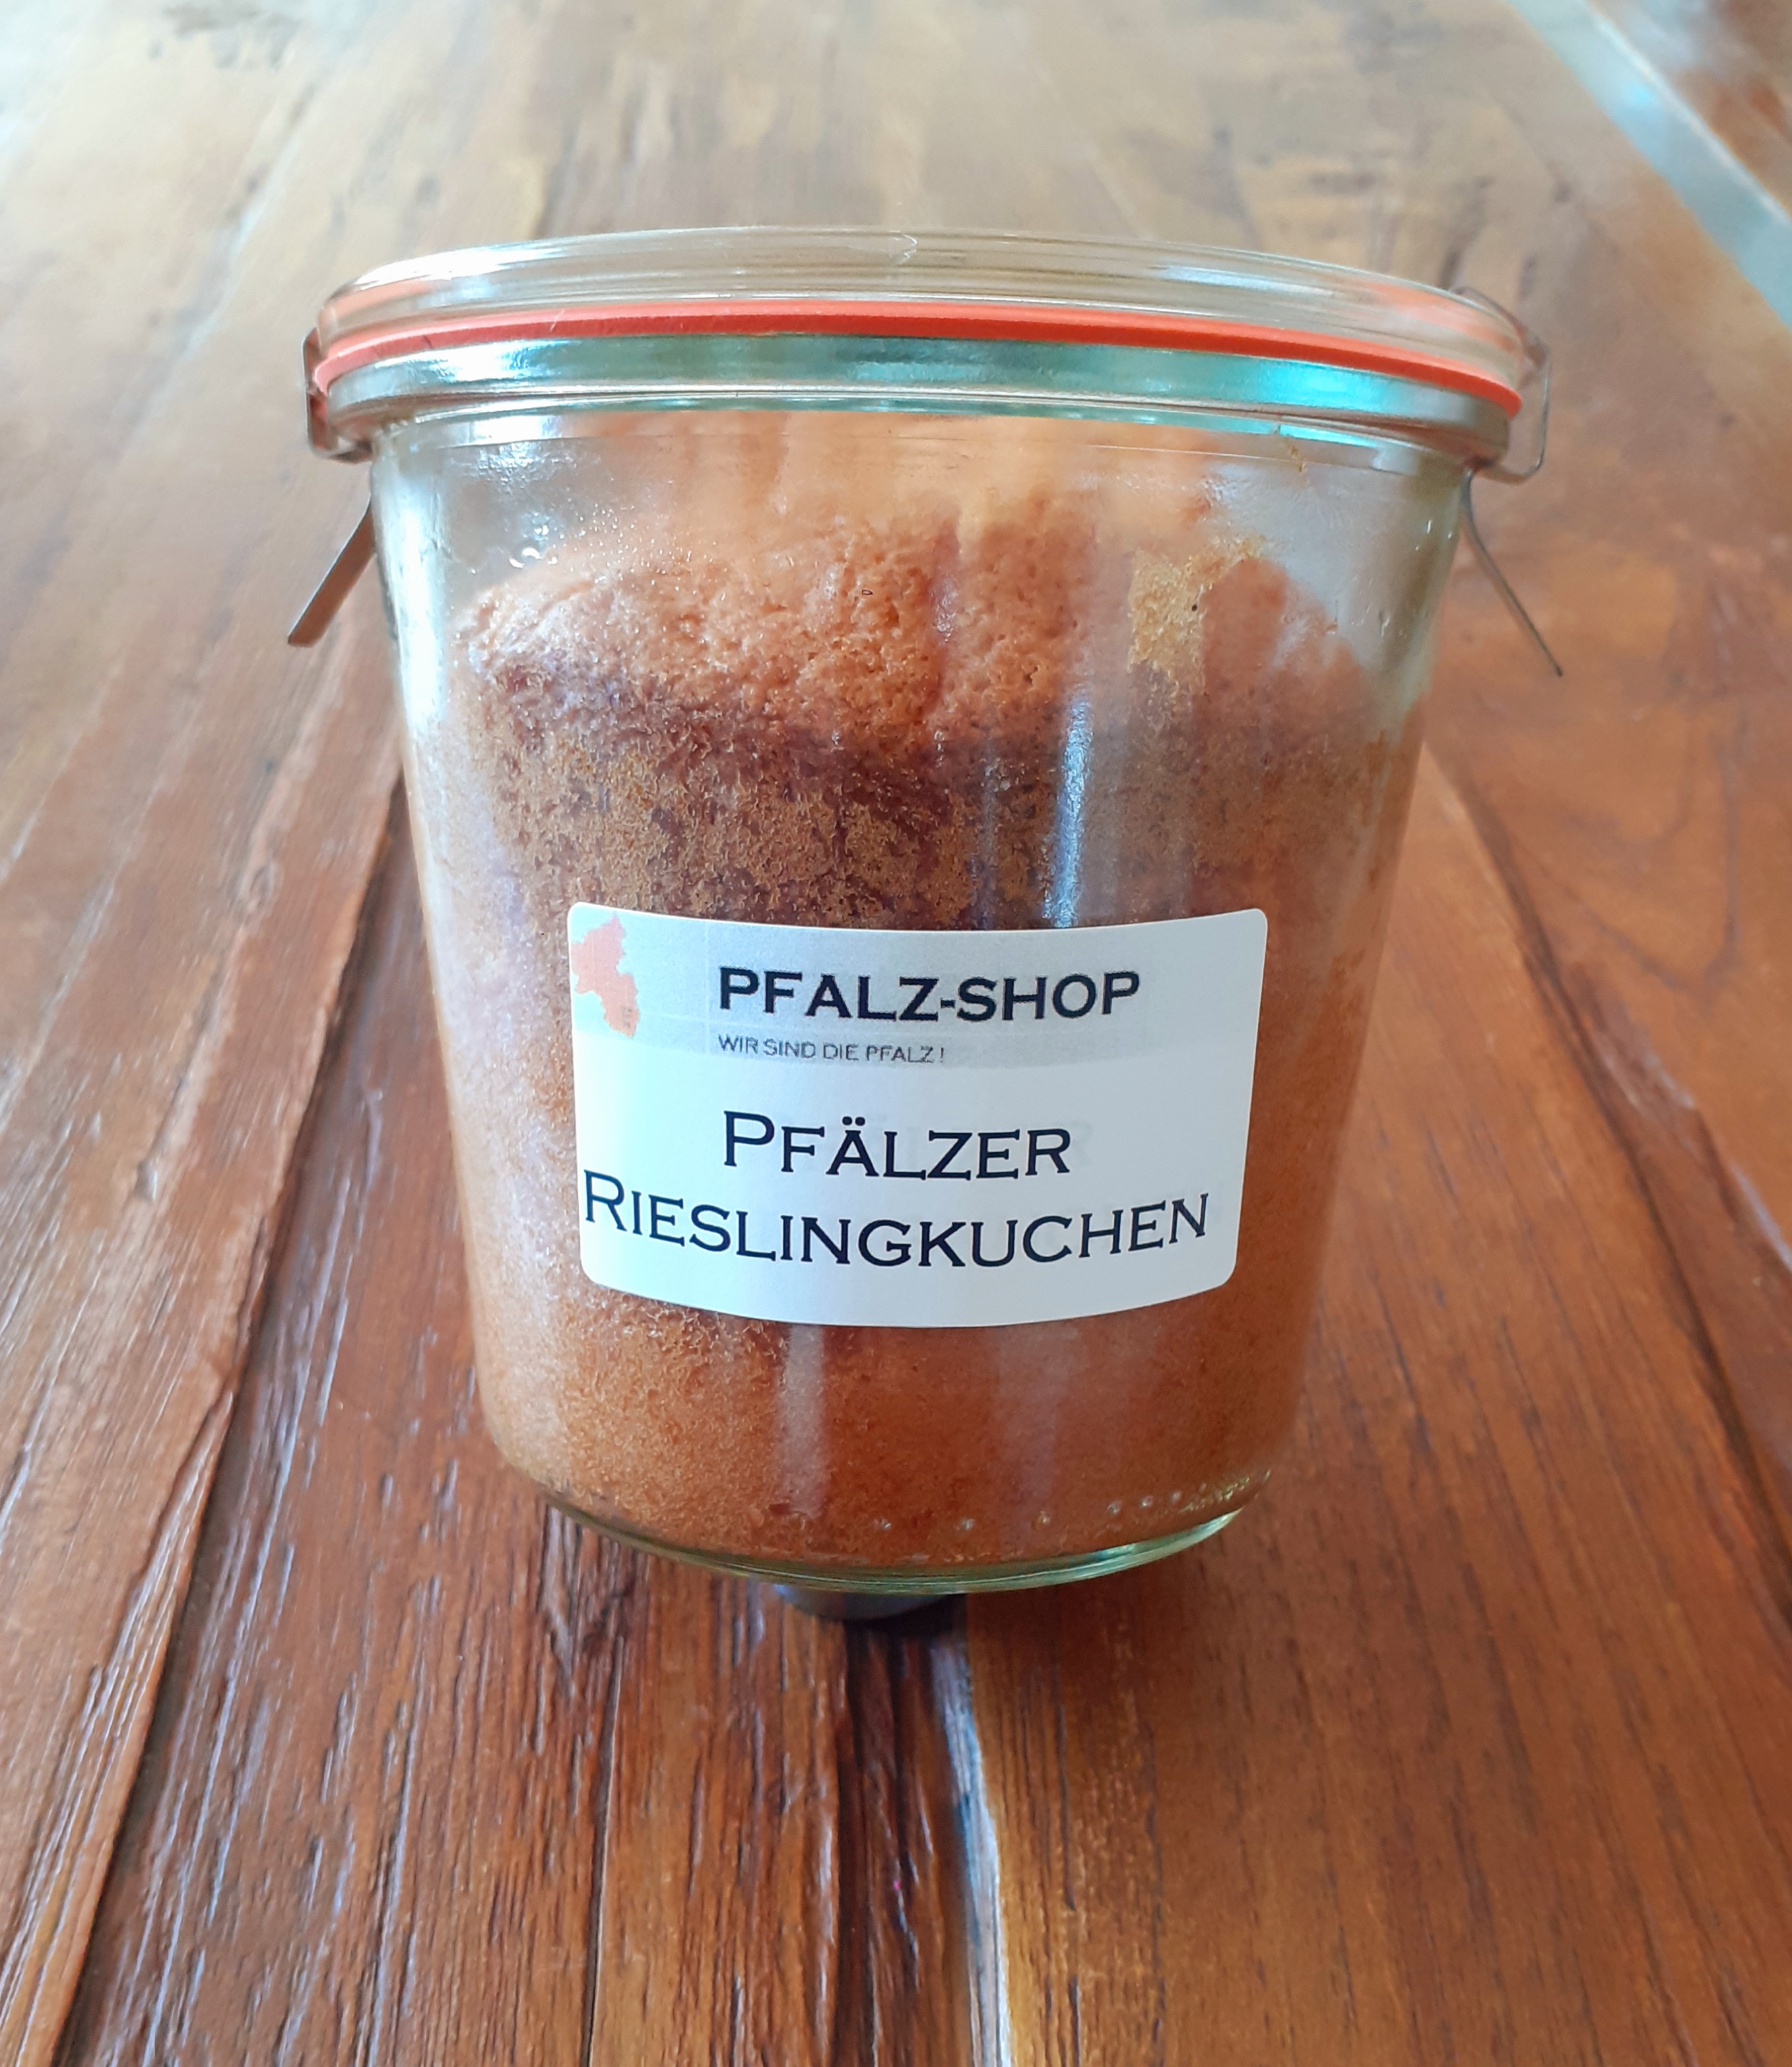 PFALZ-SHOP
WIR SIND DIE PFALZ!
PFÄLZER
RIESLINGKUCHEN